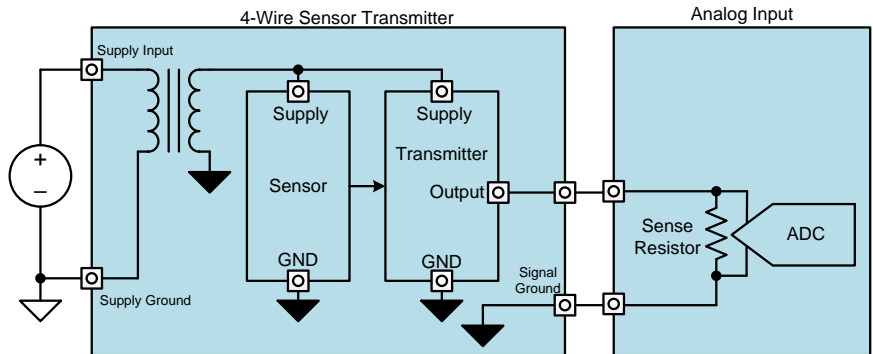 4-Wire Sensor Transmitter
Analog Input
Supply Input
+
–
Supply
Supply
Transmitter
Sensor
Output
GND
GND
Signal
Ground
Supply Ground
Sense
Resistor
ADC